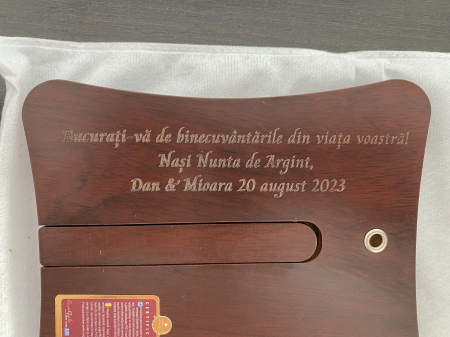 Bucurați-vă de binecuvântările din viața voastră!
Nași Nunta de Argint,
Dan & Mioara 20 august 2023